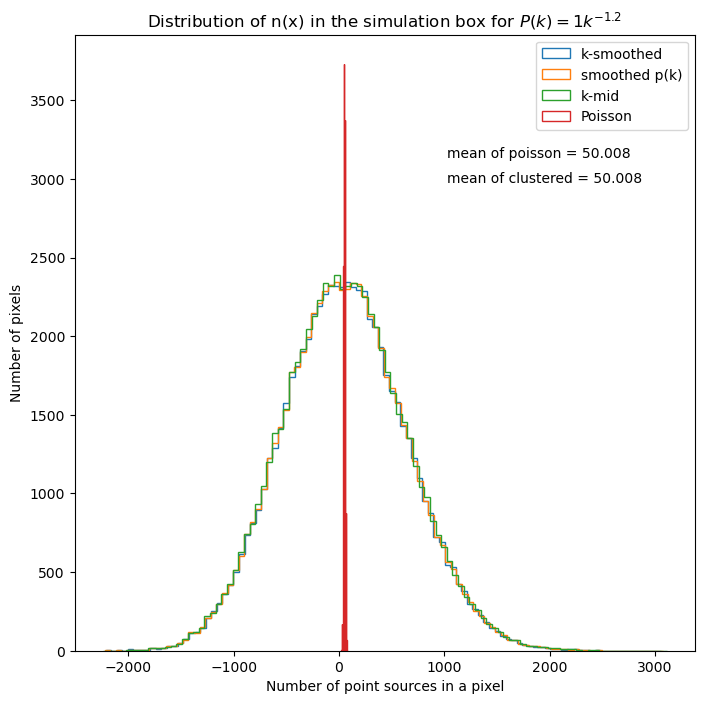 Distribution of n(x) in the simulation box for $P(k) = 1k^{-1.2}$
k-smoothed
smoothed p(k)
k-mid
Poisson
mean of poisson = 50.008
mean of clustered = 50.008
Number of pixels
3500
3000
2500
2000
1500
1000
500
0
−2000 −1000 0 1000 2000 3000
Number of point sources in a pixel